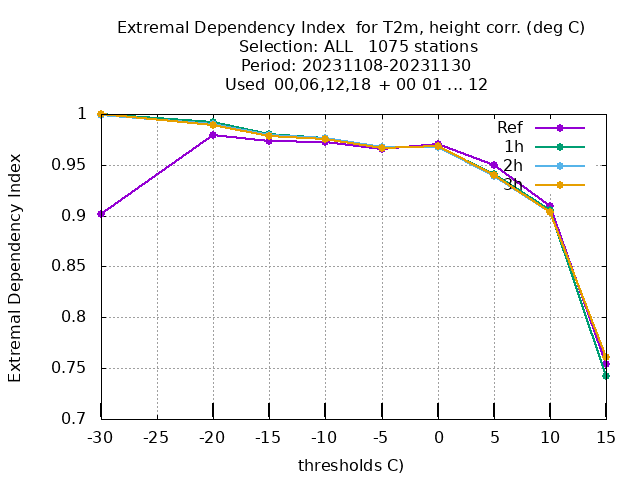 Extremal Dependency Index  for T2m, height corr. (deg C)
Selection: ALL   1075 stations
Period: 20231108-20231130
Used  00,06,12,18  + 00 01 ... 12
Extremal Dependency Index
1
0.95
0.9
0.85
0.8
0.75
0.7
Ref
1h
2h
3h
-30 -25 -20 -15 -10 -5 0 5 10 15
thresholds C)